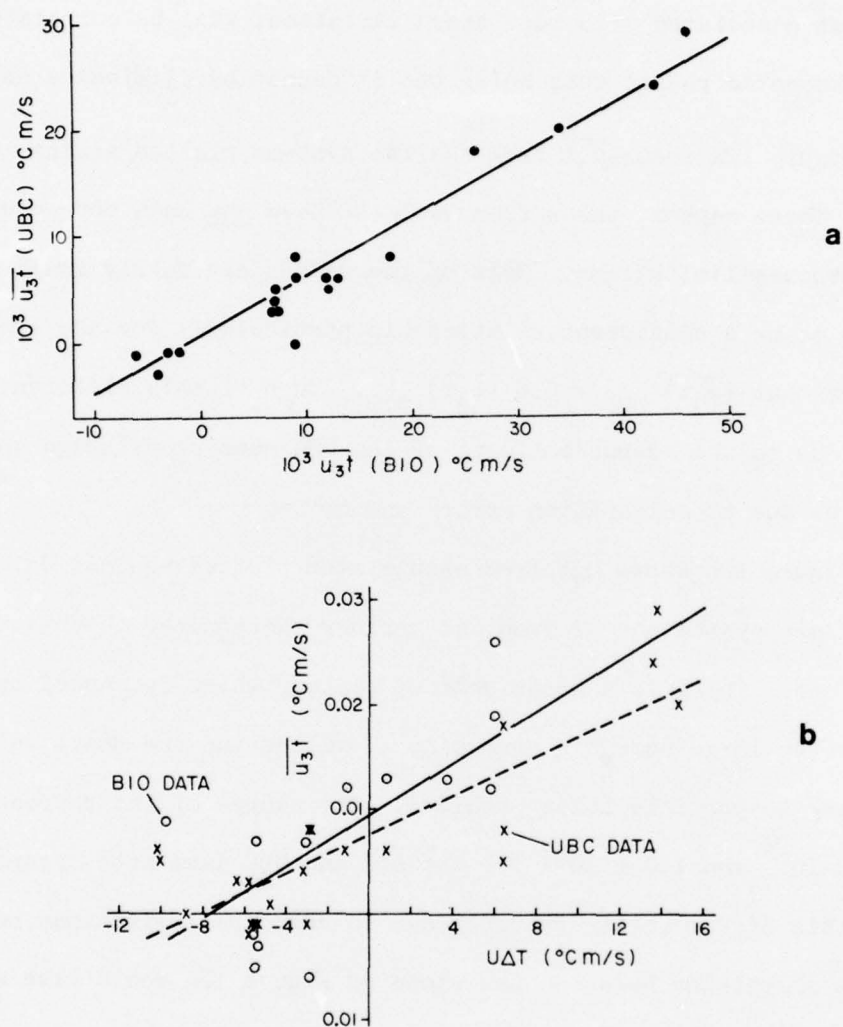 30
20
10
0
10³ u₃t (UBC) °C m/s
-10 0 10 20 30 40 50
10³ u₃t (BIO) °C m/s
a
0.03
0.02
0.01
0.01
u₃t (°C m/s)
b
BIO DATA
UBC DATA
-12 -8 -4 4 8 12 16
UΔT (°C m/s)